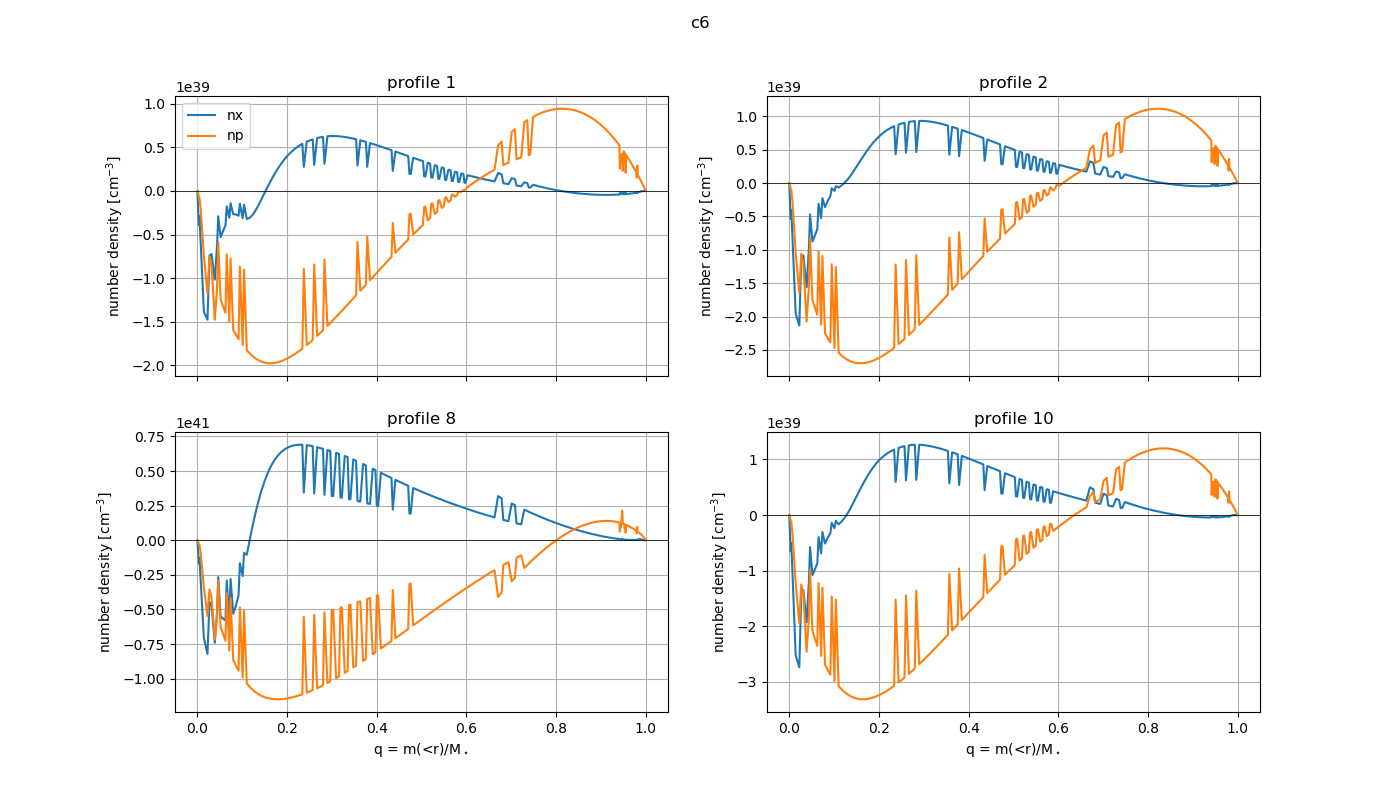 c6
profile 1
1e39
nx
np
1.0
0.5
0.0
−0.5
−1.0
−1.5
−2.0
number density [cm⁻³]
profile 2
1e39
1.0
0.5
0.0
−0.5
−1.0
−1.5
−2.0
−2.5
number density [cm⁻³]
profile 8
1e41
0.75
0.50
0.25
0.00
−0.25
−0.50
−0.75
−1.00
number density [cm⁻³]
0.0 0.2 0.4 0.6 0.8 1.0
q = m(<r)/M⋆
profile 10
1e39
1
0
−1
−2
−3
number density [cm⁻³]
0.0 0.2 0.4 0.6 0.8 1.0
q = m(<r)/M⋆